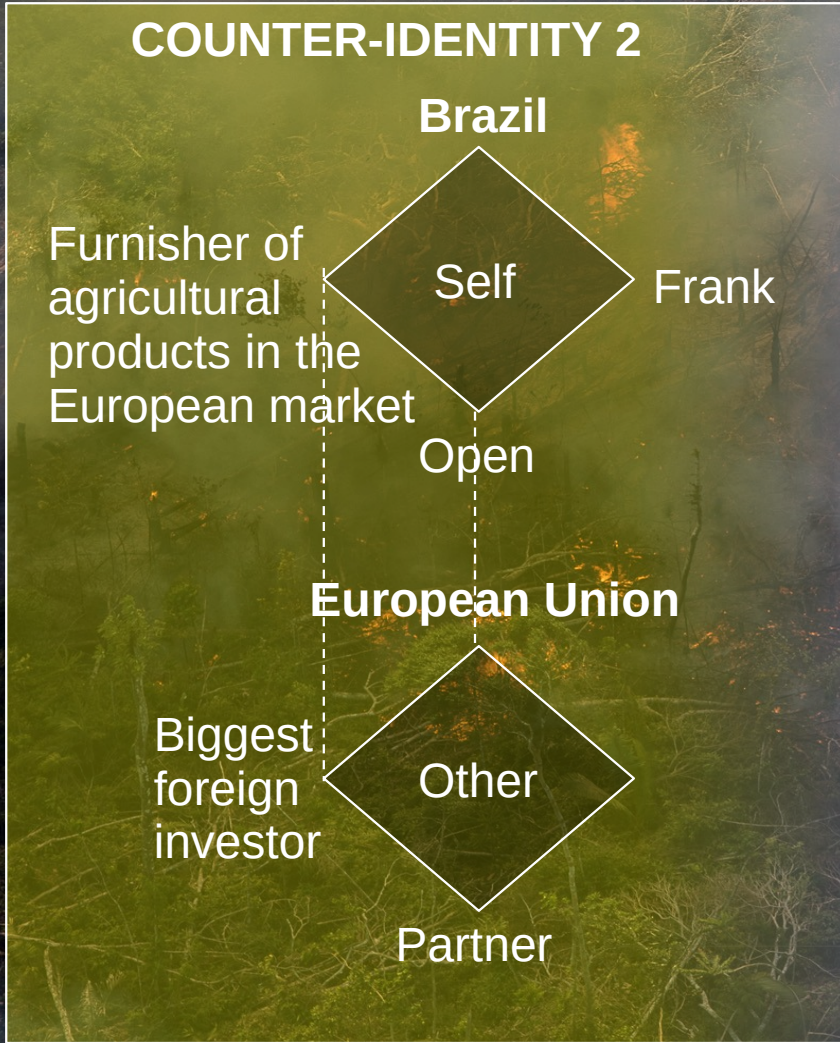 COUNTER-IDENTITY 2
Brazil
Furnisher of
agricultural
products in the
European market
Self
Frank
Open
European Union
Biggest
foreign
investor
Other
Partner